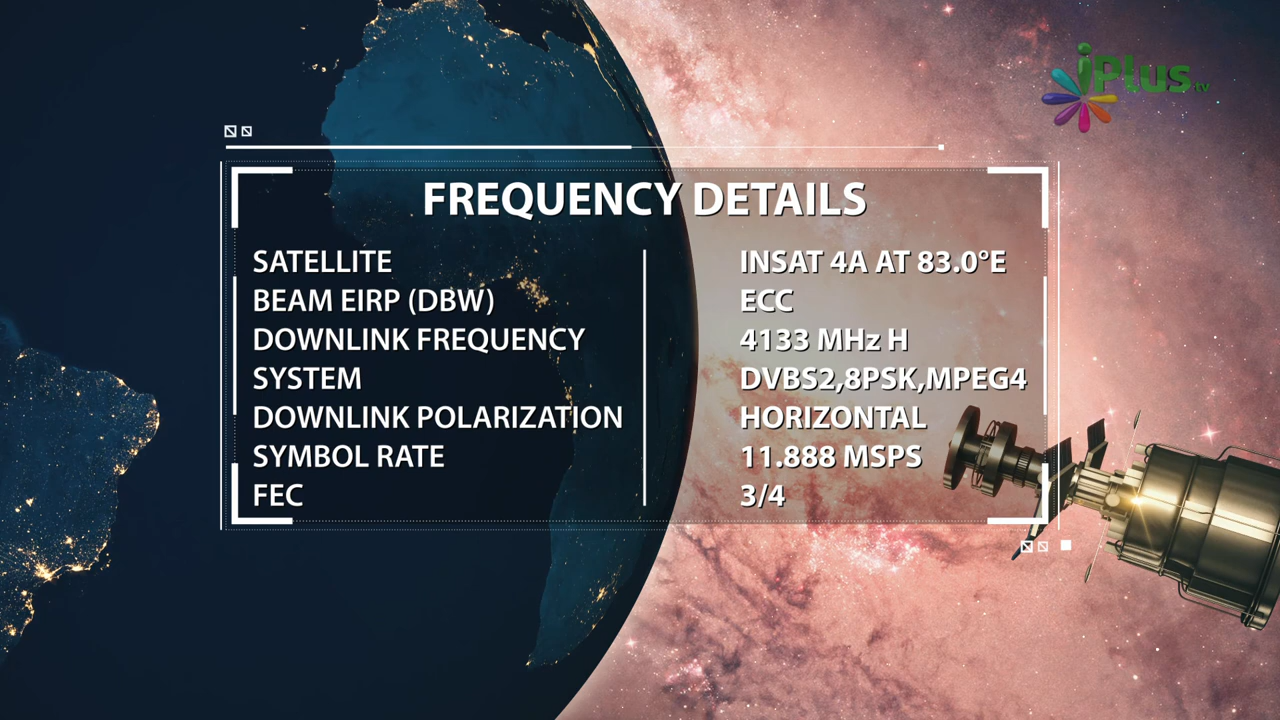 iPlus.tv
FREQUENCY DETAILS
SATELLITE INSAT 4A AT 83.0°E
BEAM EIRP (DBW) ECC
DOWNLINK FREQUENCY 4133 MHz H
SYSTEM DVBS2,8PSK,MPEG4
DOWNLINK POLARIZATION HORIZONTAL
SYMBOL RATE 11.888 MSPS
FEC 3/4